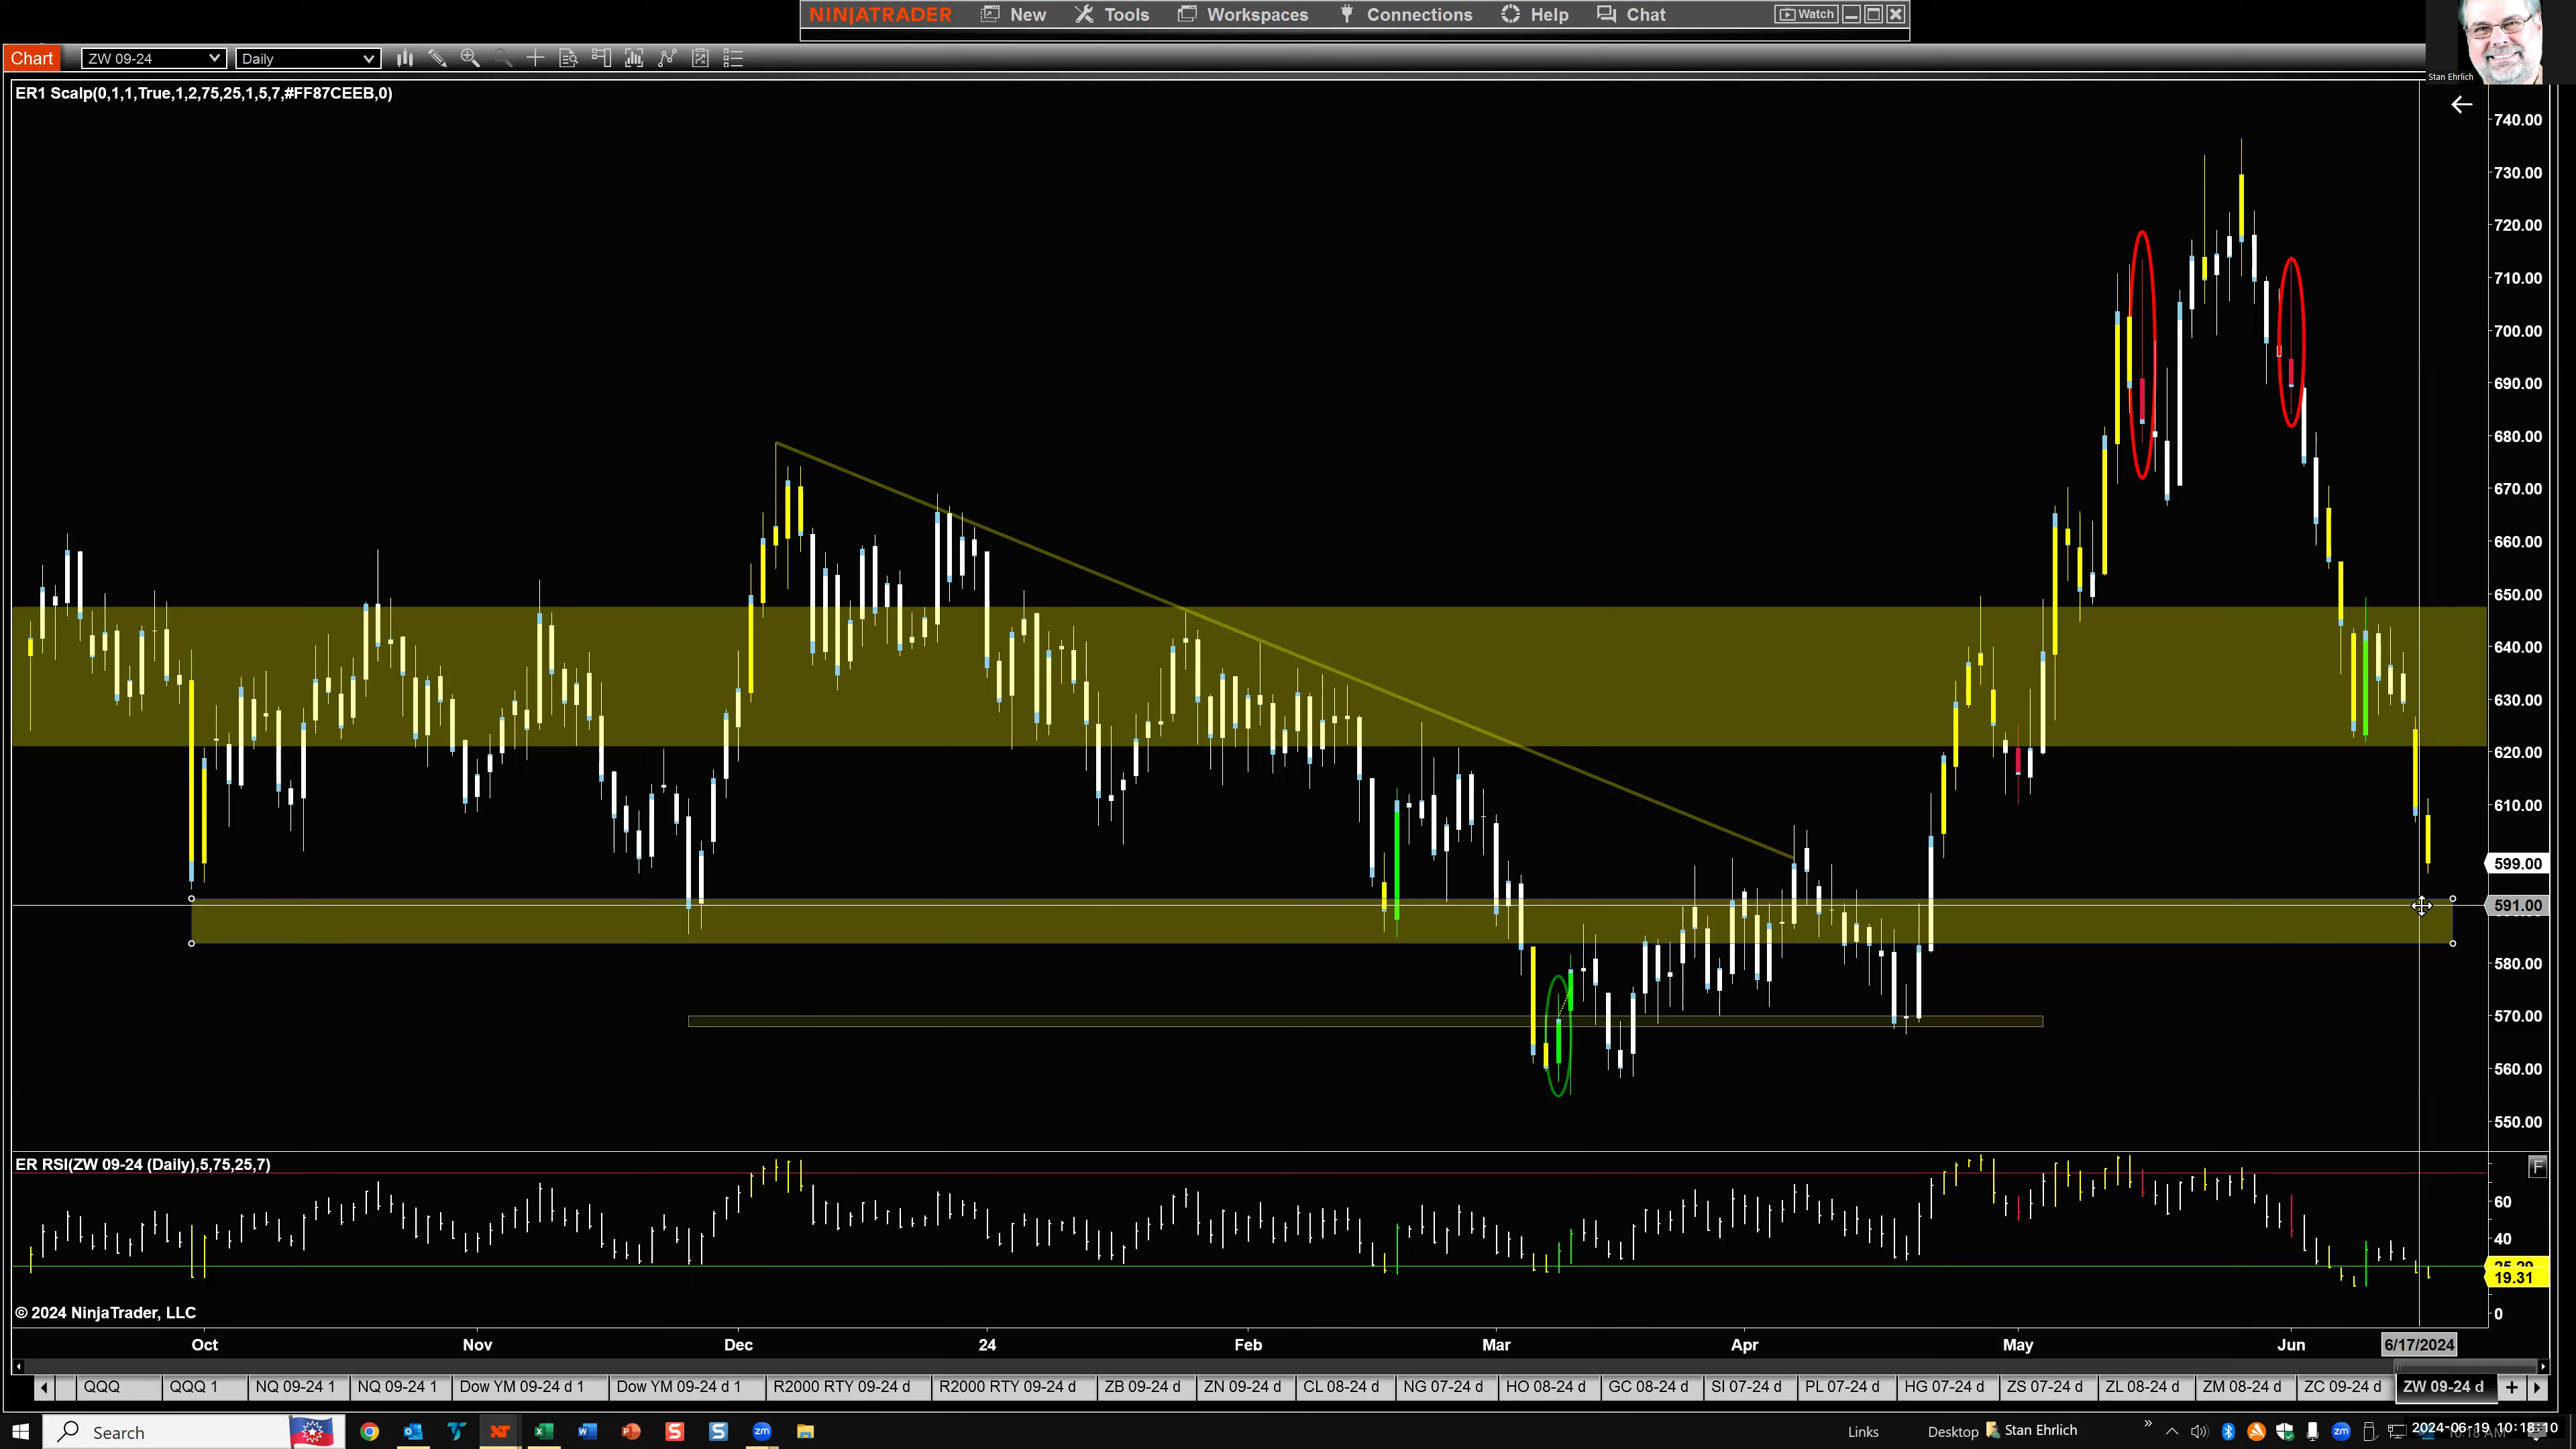 NINJATRADER New Tools Workspaces Connections Help Chat Watch
Stan Ehrlich
Chart ZW 09-24 Daily
ER1 Scalp(0,1,1,True,1,2,75,25,1,5,7,#FF87CEEB,0)
740.00
730.00
720.00
710.00
700.00
690.00
680.00
670.00
660.00
650.00
640.00
630.00
620.00
610.00
599.00
591.00
580.00
570.00
560.00
550.00
ER RSI(ZW 09-24 (Daily),5,75,25,7)
F
60
40
19.31
0
© 2024 NinjaTrader, LLC
Oct Nov Dec 24 Feb Mar Apr May Jun 6/17/2024
QQQ QQQ 1 NQ 09-24 1 NQ 09-24 1 Dow YM 09-24 d 1 Dow YM 09-24 d 1 R2000 RTY 09-24 d R2000 RTY 09-24 d ZB 09-24 d ZN 09-24 d CL 08-24 d NG 07-24 d HO 08-24 d GC 08-24 d SI 07-24 d PL 07-24 d HG 07-24 d ZS 07-24 d ZL 08-24 d ZM 08-24 d ZC 09-24 d ZW 09-24 d
Search Links Desktop Stan Ehrlich 2024-06-19 10:18:10